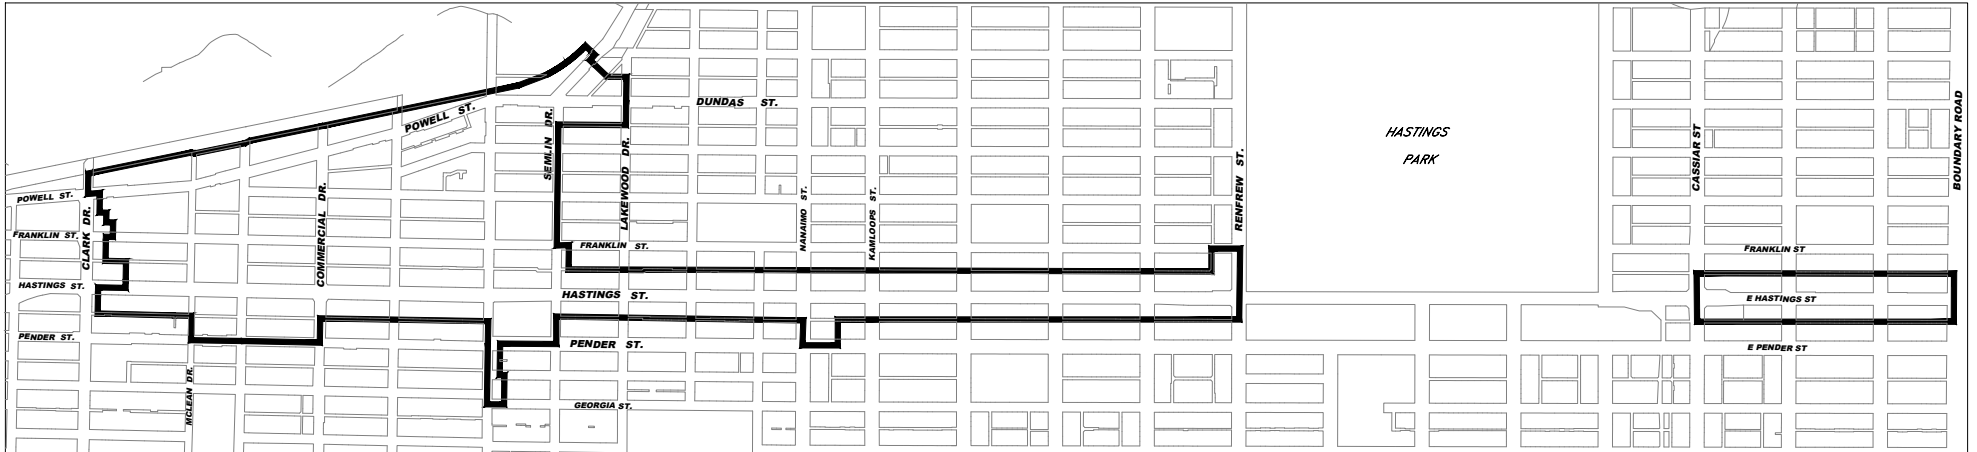 POWELL ST.
DUNDAS ST.
SEMLIN DR.
LAKEWOOD DR.
HASTINGS
PARK
CASSIAR ST
BOUNDARY ROAD
POWELL ST.
CLARK DR.
COMMERCIAL DR.
NANAIMO ST.
KAMLOOPS ST.
RENFREW ST.
FRANKLIN ST.
FRANKLIN ST.
FRANKLIN ST
HASTINGS ST.
HASTINGS ST.
E HASTINGS ST
PENDER ST.
PENDER ST.
E PENDER ST
MCLEAN DR.
GEORGIA ST.